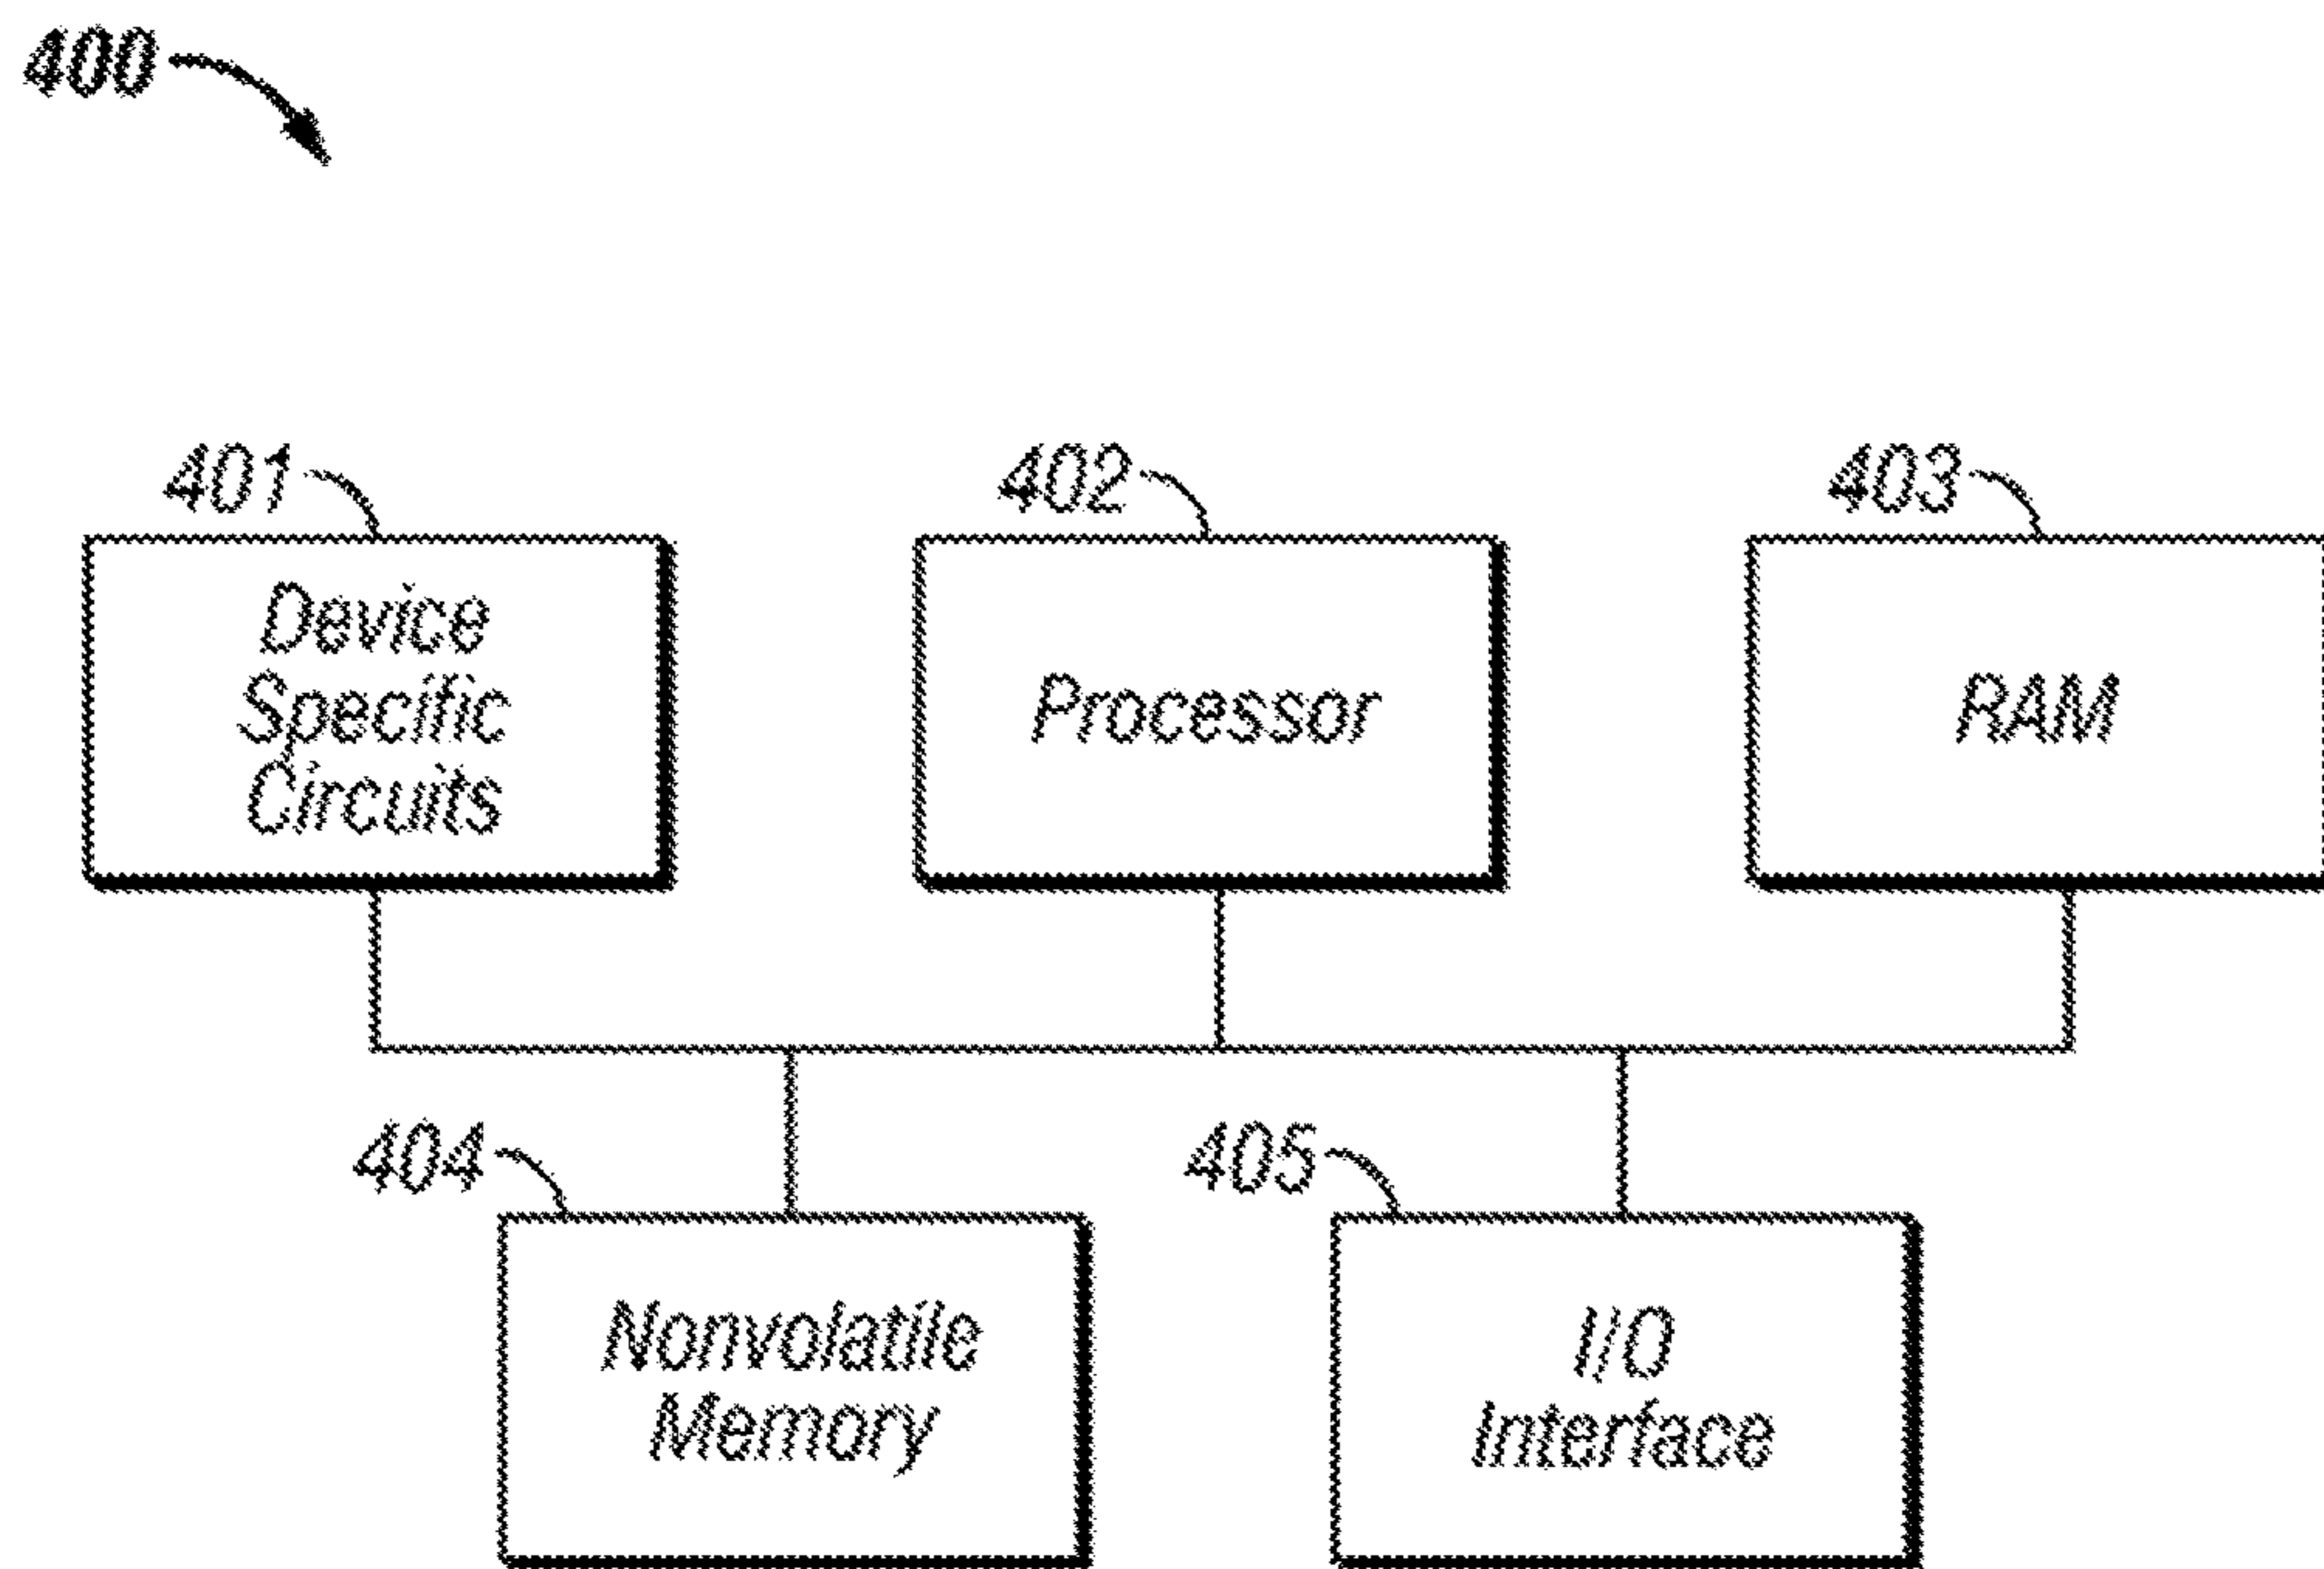 400
401
402
403
Device
Specific
Circuits
Processor
RAM
404
405
Nonvolatile
Memory
I/O
Interface